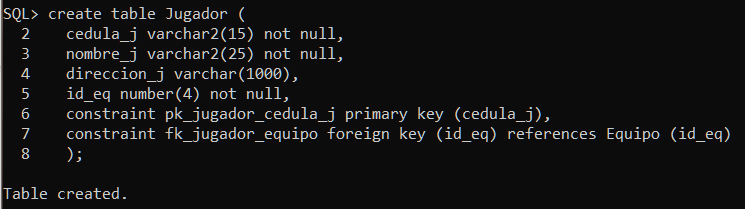 SQL> create table Jugador (
  2    cedula_j varchar2(15) not null,
  3    nombre_j varchar2(25) not null,
  4    direccion_j varchar(1000),
  5    id_eq number(4) not null,
  6    constraint pk_jugador_cedula_j primary key (cedula_j),
  7    constraint fk_jugador_equipo foreign key (id_eq) references Equipo (id_eq)
  8    );
Table created.